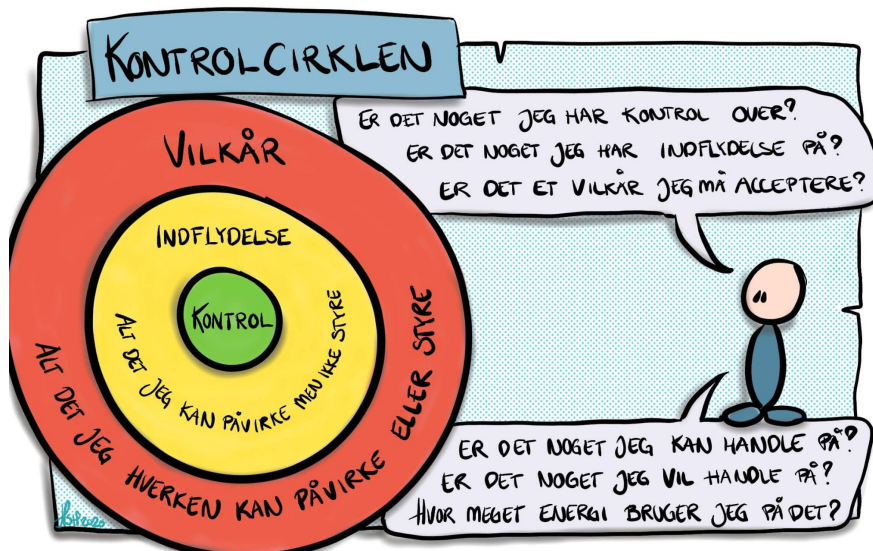 KONTROLCIRKLEN
ER DET NOGET JEG HAR KONTROL OVER?
ER DET NOGET JEG HAR INDFLYDELSE PÅ?
ER DET ET VILKÅR JEG MÅ ACCEPTERE?
VILKÅR
ALT DET JEG HVERKEN KAN PÅVIRKE ELLER STYRE
INDFLYDELSE
ALT DET JEG KAN PÅVIRKE MEN IKKE STYRE
KONTROL
ER DET NOGET JEG KAN HANDLE PÅ?
ER DET NOGET JEG VIL HANDLE PÅ?
HVOR MEGET ENERGI BRUGER JEG PÅ DET?
2020